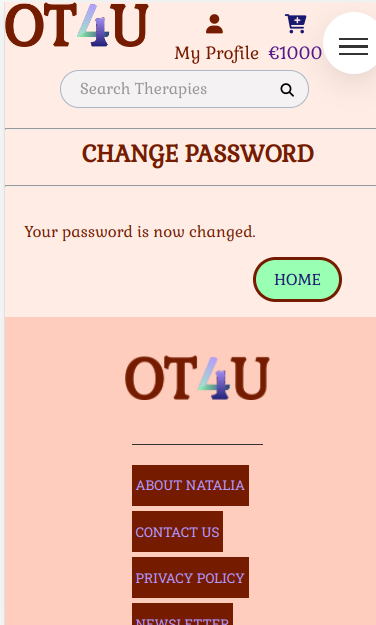 OT4U
My Profile €1000
Search Therapies
CHANGE PASSWORD
Your password is now changed.
HOME
OT4U
ABOUT NATALIA
CONTACT US
PRIVACY POLICY
NEWSLETTER